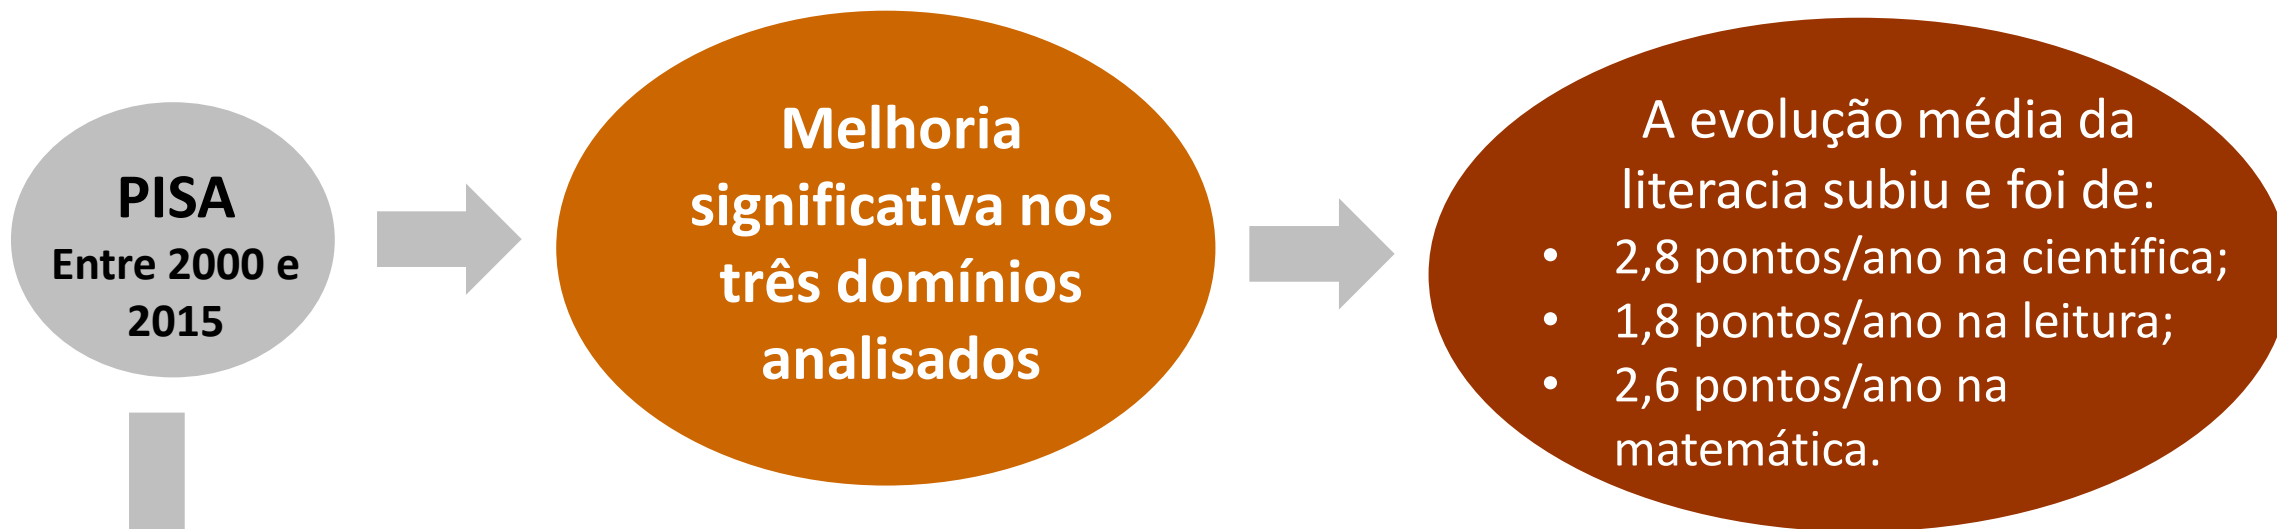 PISA
Entre 2000 e
2015
Melhoria
significativa nos
três domínios
analisados
A evolução média da
literacia subiu e foi de:
• 2,8 pontos/ano na científica;
• 1,8 pontos/ano na leitura;
• 2,6 pontos/ano na
matemática.